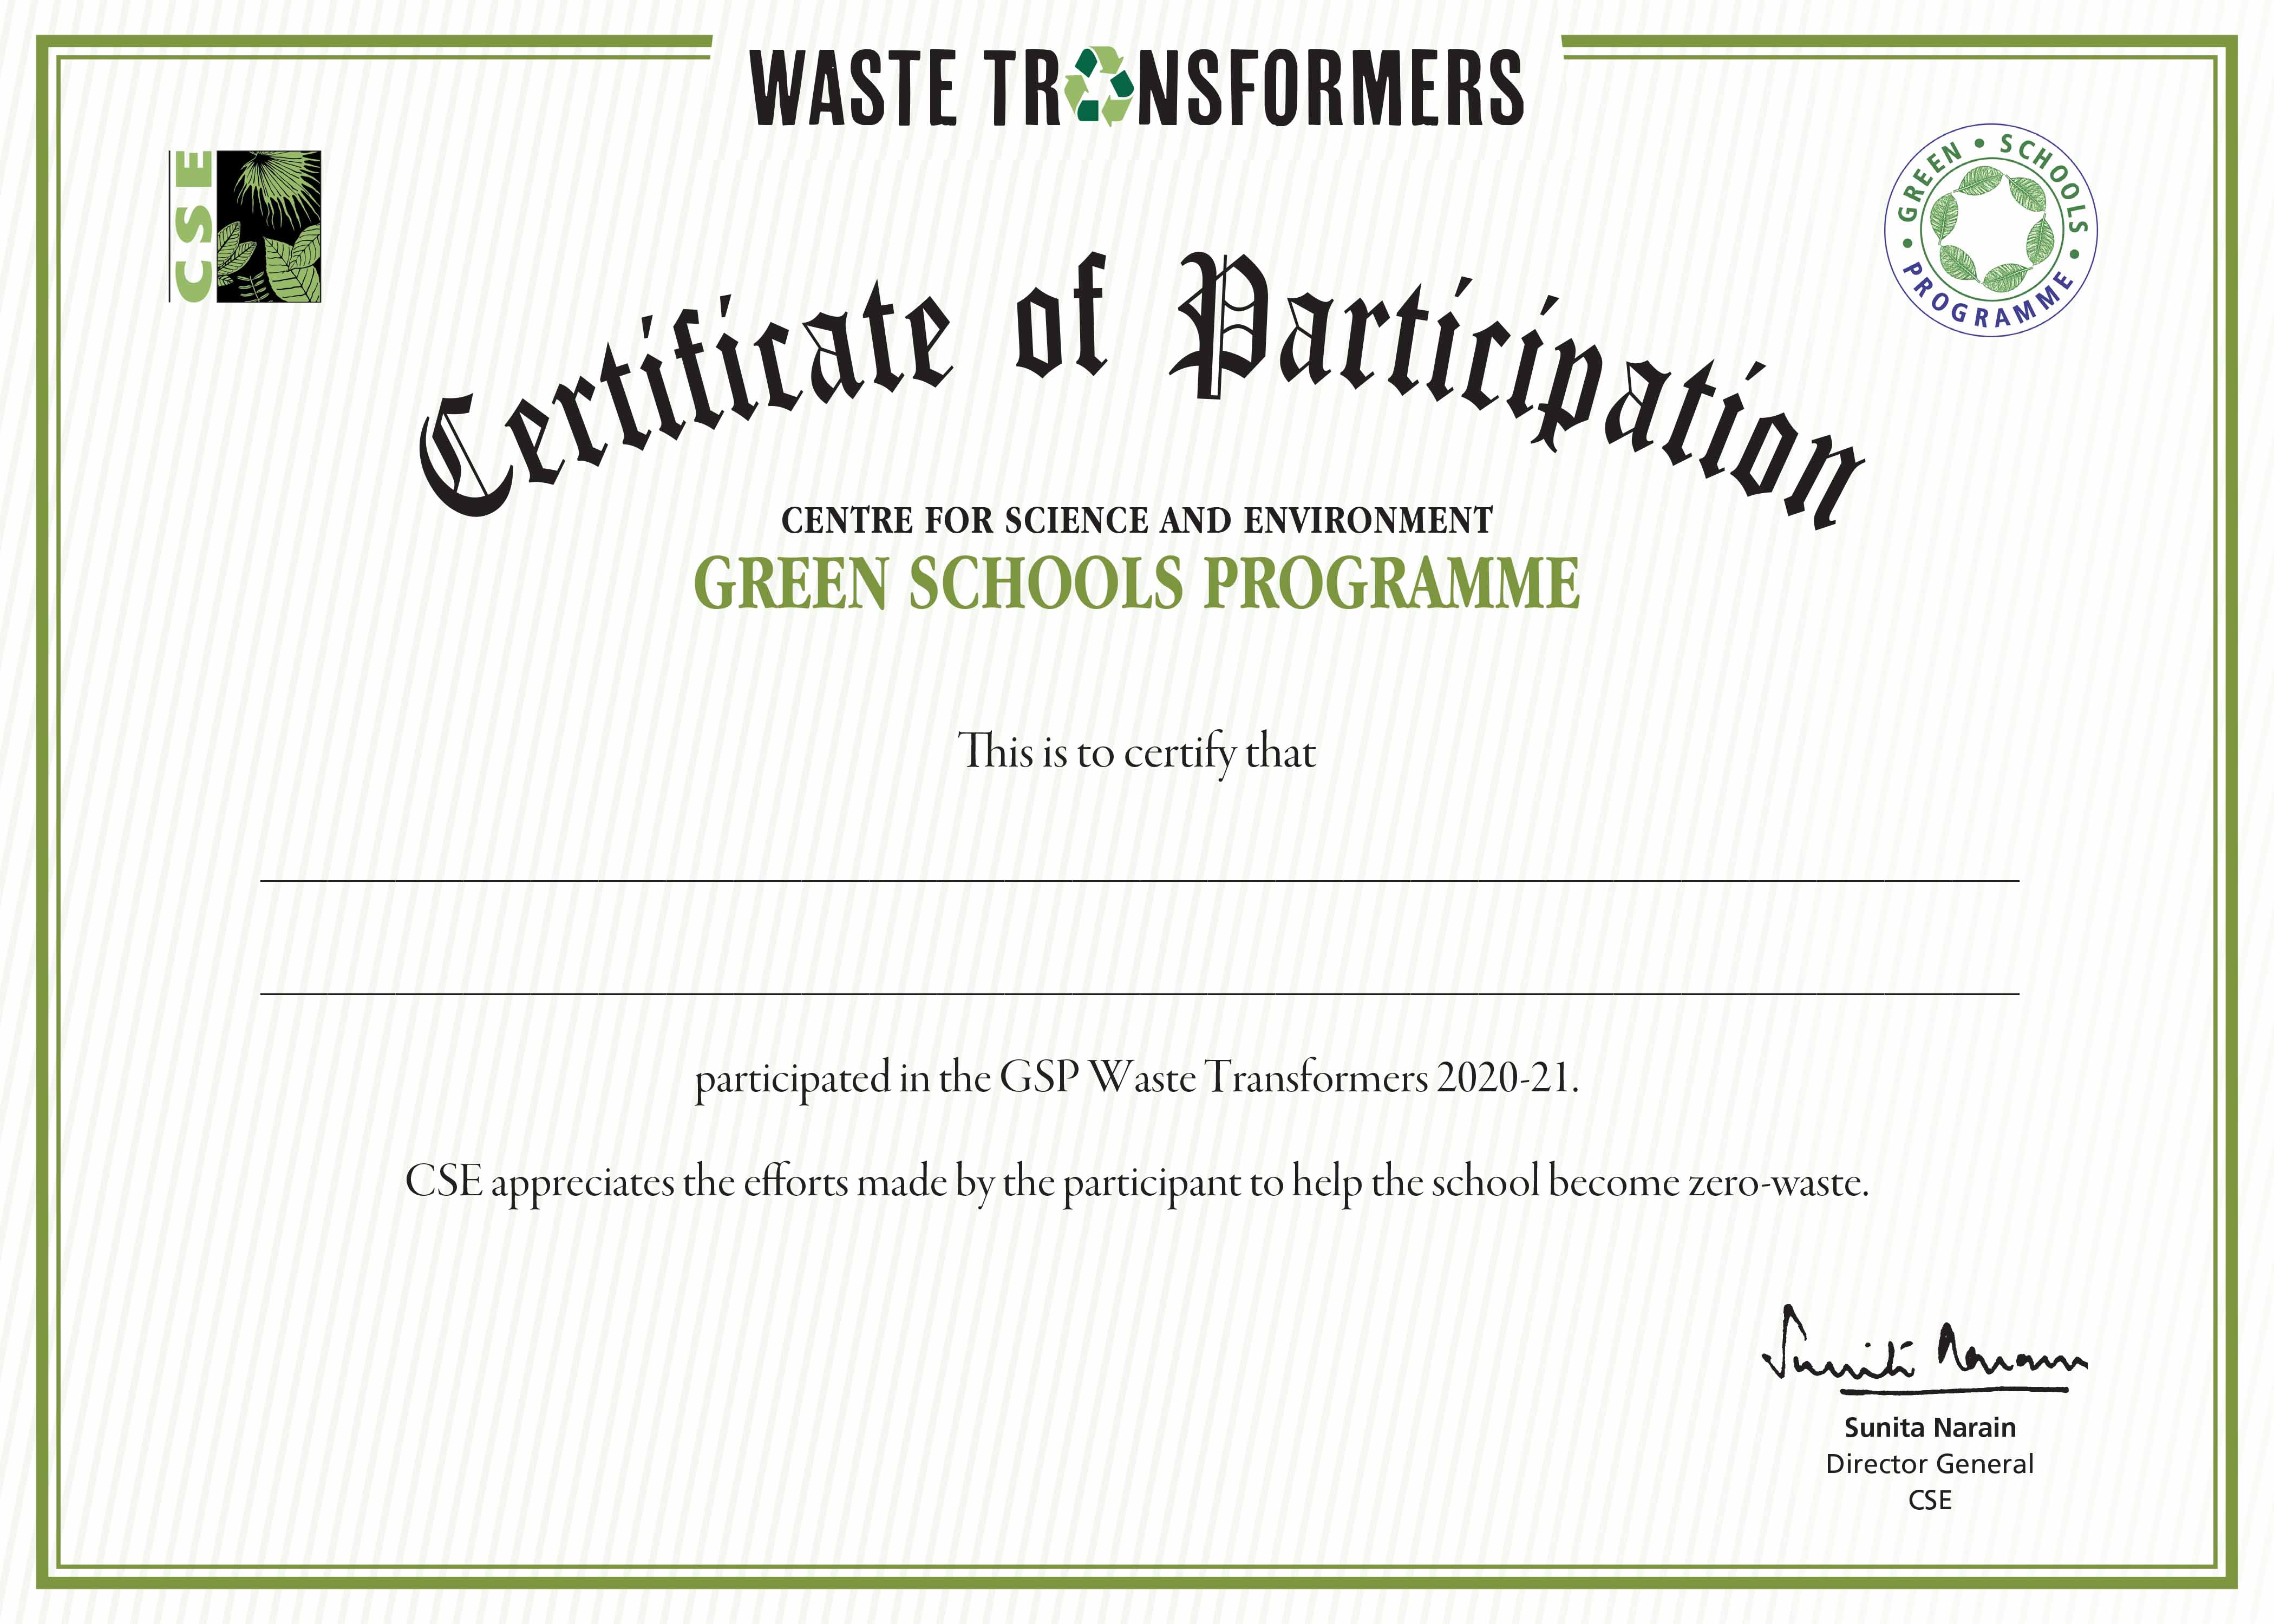 WASTE TRANSFORMERS
CSE
GREEN • SCHOOLS • PROGRAMME •
Certificate of Participation
CENTRE FOR SCIENCE AND ENVIRONMENT
GREEN SCHOOLS PROGRAMME
This is to certify that
participated in the GSP Waste Transformers 2020-21.
CSE appreciates the efforts made by the participant to help the school become zero-waste.
Sunita Narain
Sunita Narain
Director General
CSE